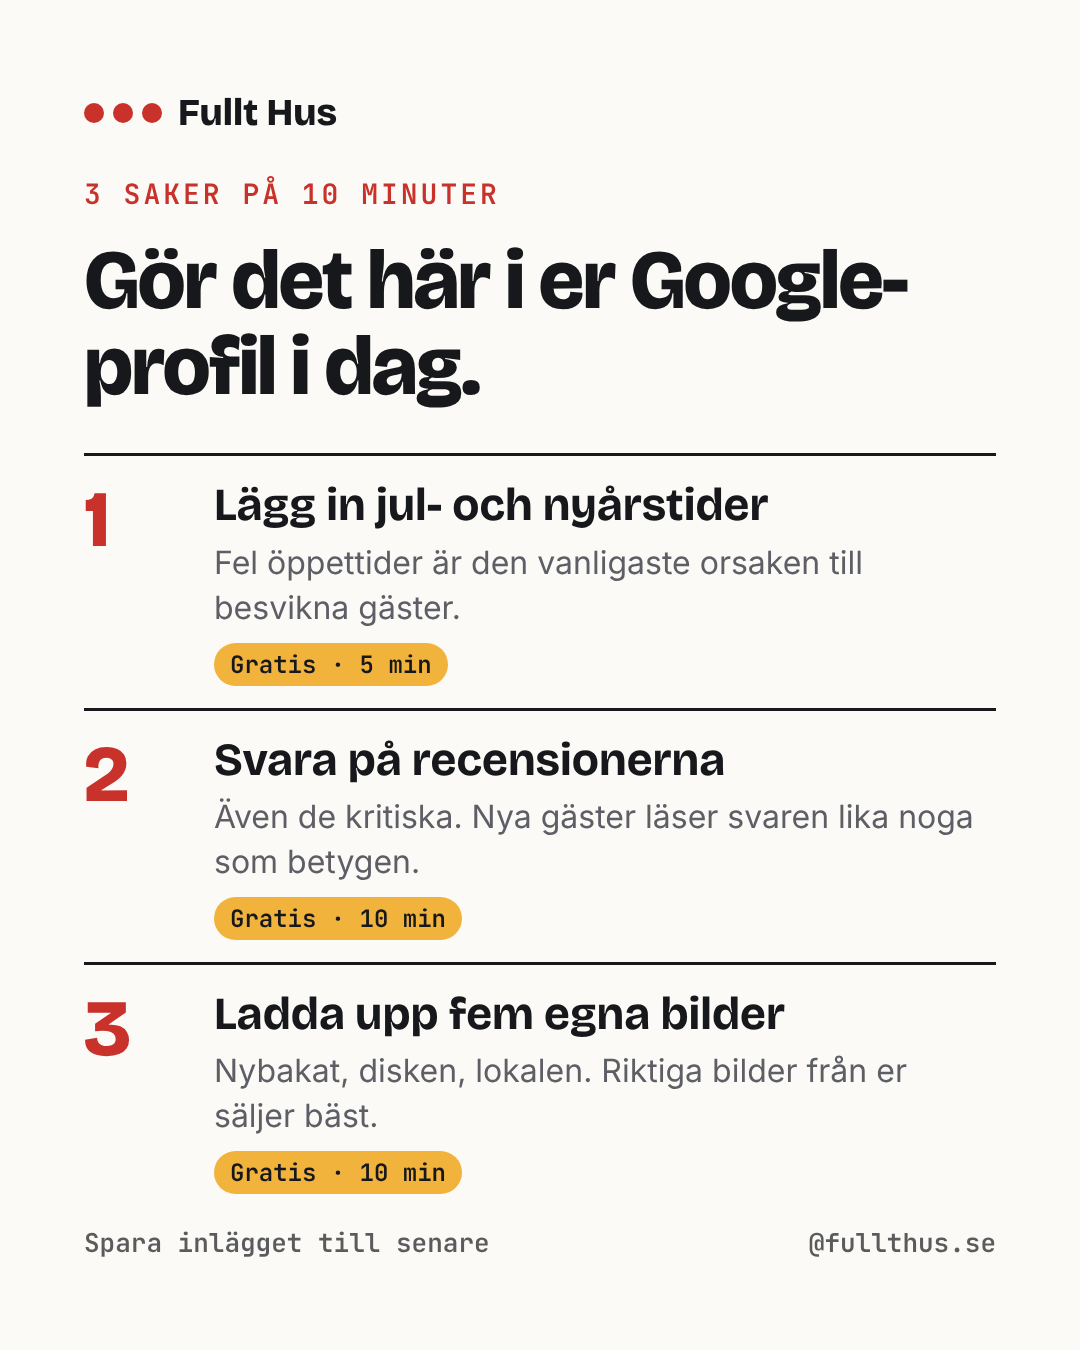 Fullt Hus
3 SAKER PÅ 10 MINUTER
Gör det här i er Google-
profil i dag.
1
Lägg in jul- och nyårstider
Fel öppettider är den vanligaste orsaken till
besvikna gäster.
Gratis · 5 min
2
Svara på recensionerna
Även de kritiska. Nya gäster läser svaren lika noga
som betygen.
Gratis · 10 min
3
Ladda upp fem egna bilder
Nybakat, disken, lokalen. Riktiga bilder från er
säljer bäst.
Gratis · 10 min
Spara inlägget till senare
@fullthus.se